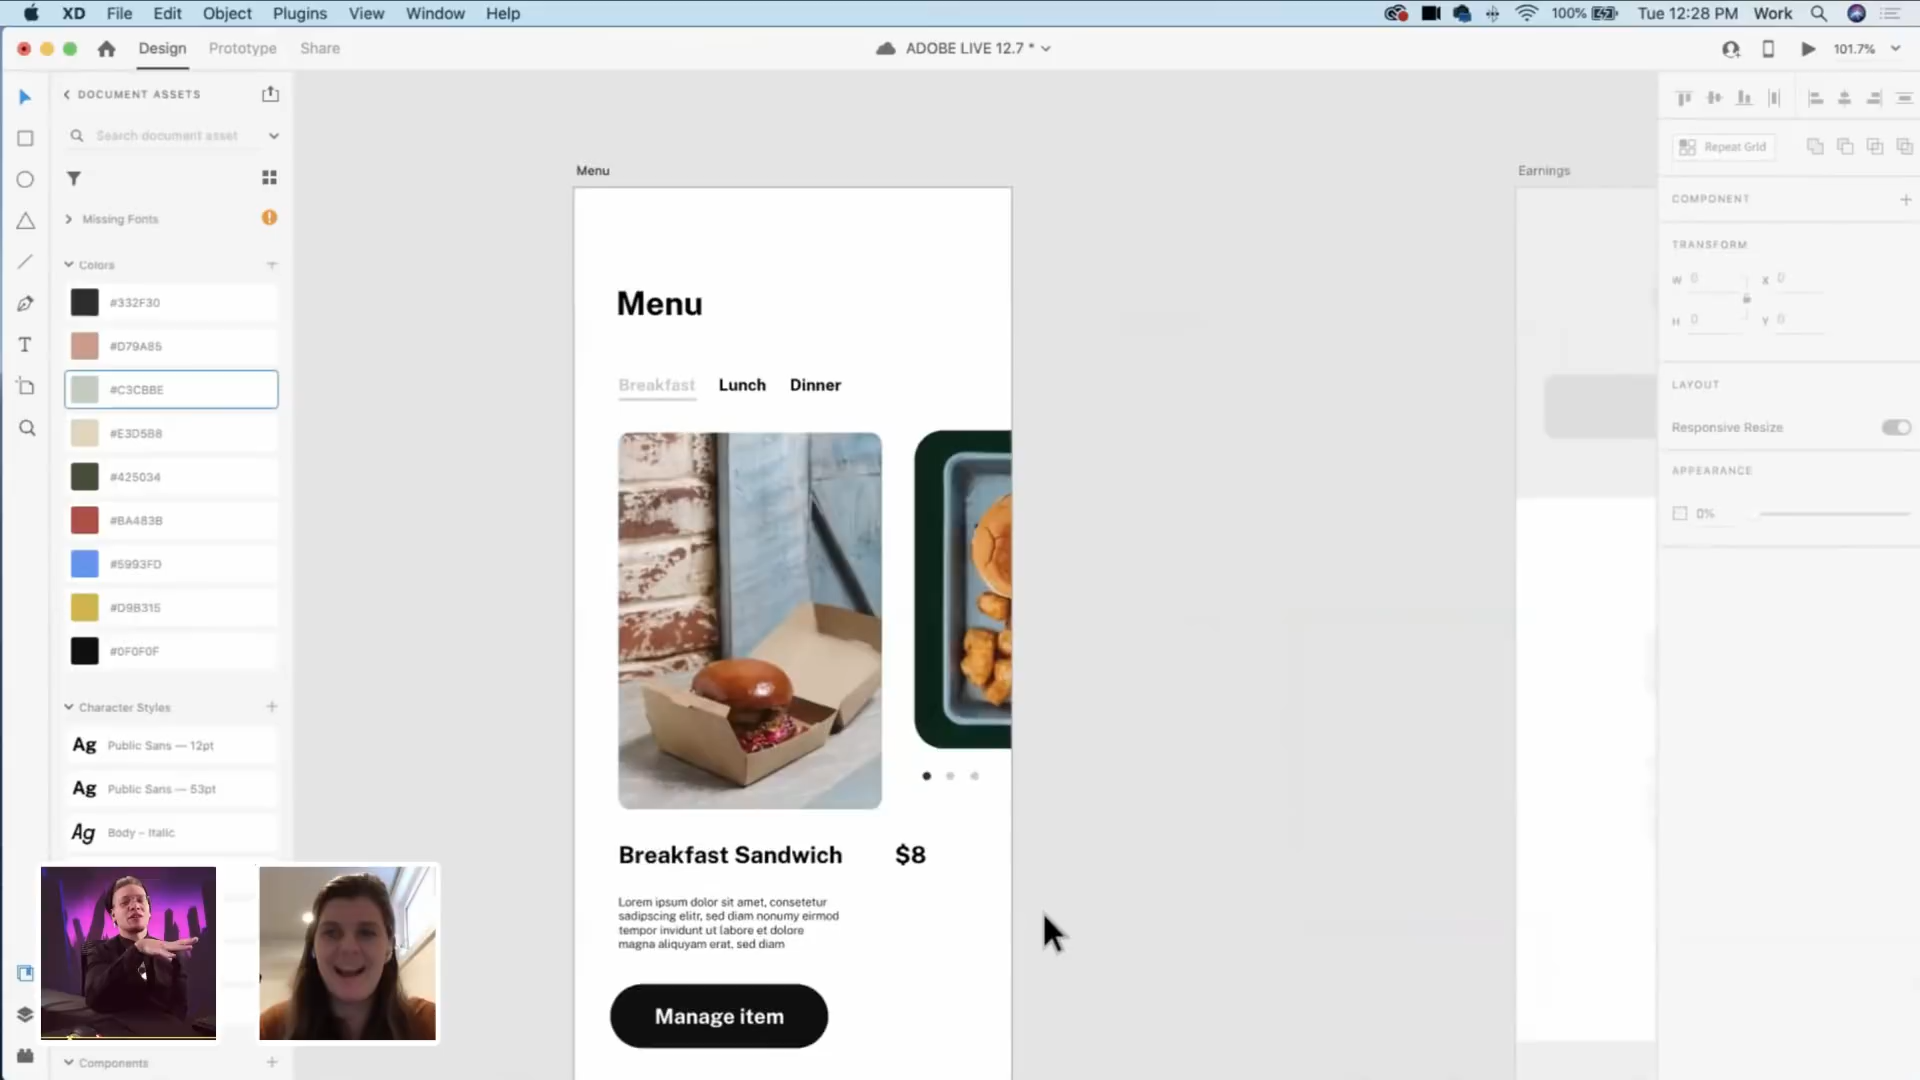 XD File Edit Object Plugins View Window Help
100% Tue 12:28 PM Work
Design Prototype Share
ADOBE LIVE 12.7 *
101.7%
DOCUMENT ASSETS
Search document asset
Missing Fonts
Colors
#332F30
#D79A85
#C3CBBE
#E3D5B8
#425034
#BA483B
#5993FD
#D9B315
#0F0F0F
Character Styles
Ag Public Sans — 12pt
Ag Public Sans — 53pt
Ag Body – Italic
Components
Menu
Menu
Breakfast Lunch Dinner
Breakfast Sandwich $8
Lorem ipsum dolor sit amet, consetetur
sadipscing elitr, sed diam nonumy eirmod
tempor invidunt ut labore et dolore
magna aliquyam erat, sed diam
Manage item
Earnings
Repeat Grid
COMPONENT
TRANSFORM
W 0 X 0
H 0 Y 0
LAYOUT
Responsive Resize
APPEARANCE
0%